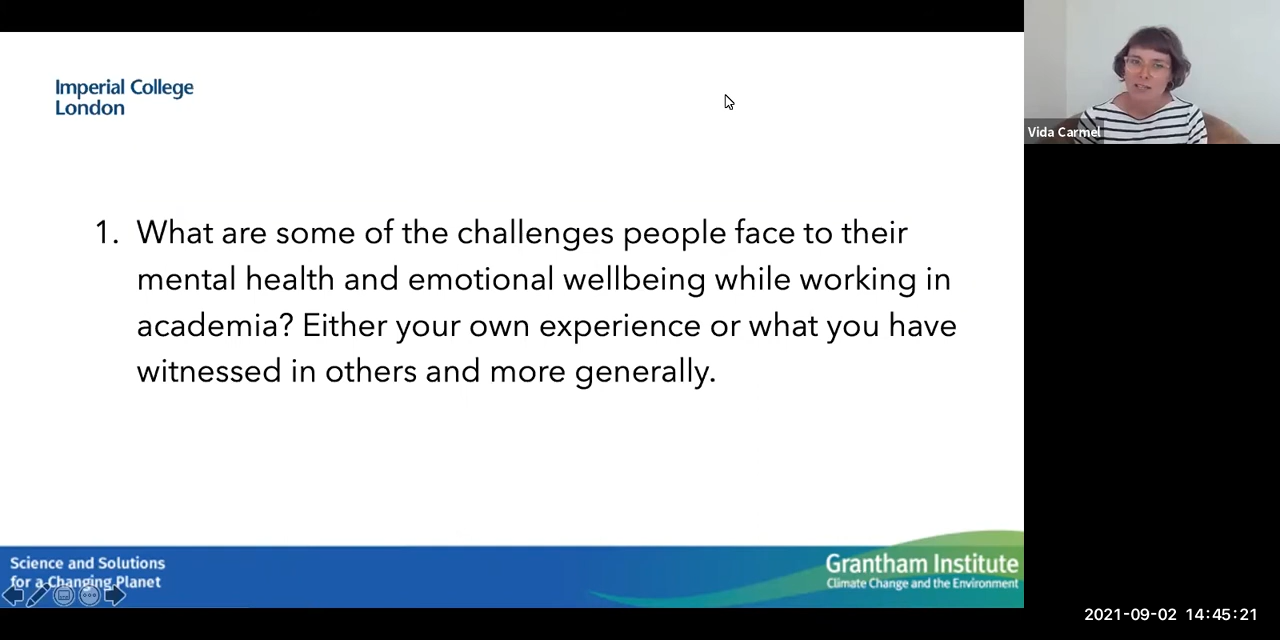 Imperial College
London
Vida Carmel
1. What are some of the challenges people face to their
mental health and emotional wellbeing while working in
academia? Either your own experience or what you have
witnessed in others and more generally.
Science and Solutions
for a Changing Planet
Grantham Institute
Climate Change and the Environment
2021-09-02 14:45:21